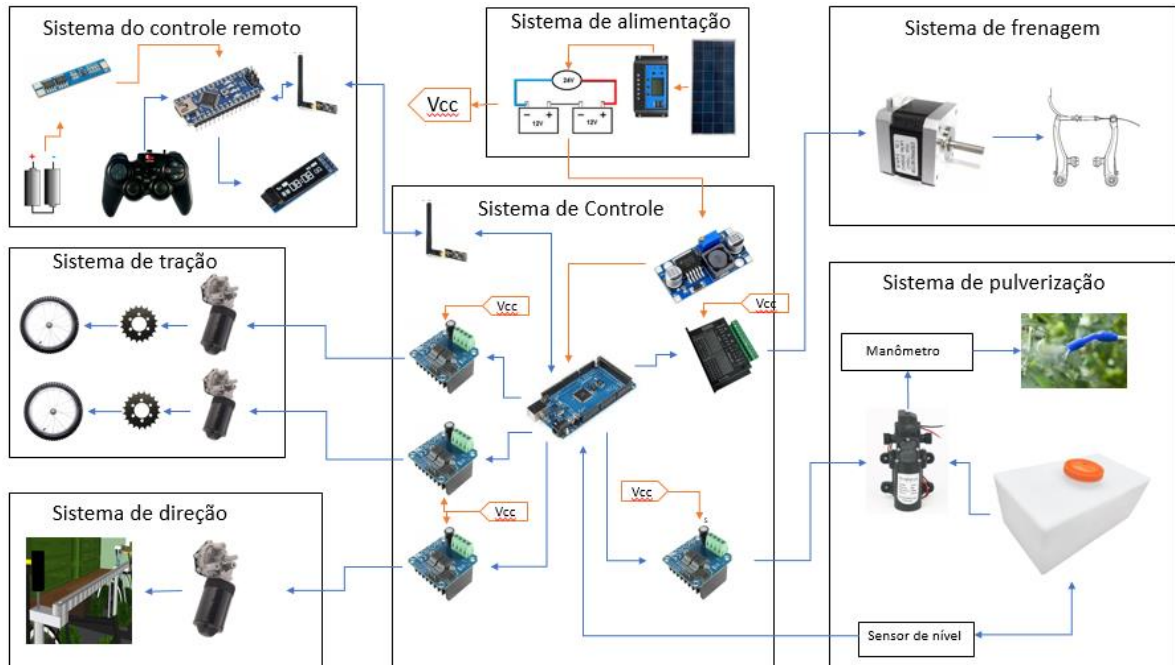 Sistema do controle remoto
+ -
Sistema de alimentação
24V
- + - +
12V 12V
Vcc
Sistema de frenagem
Sistema de Controle
Vcc
Vcc
Vcc
Vcc
s
Sistema de tração
Sistema de direção
Sistema de pulverização
Manômetro
Sensor de nível